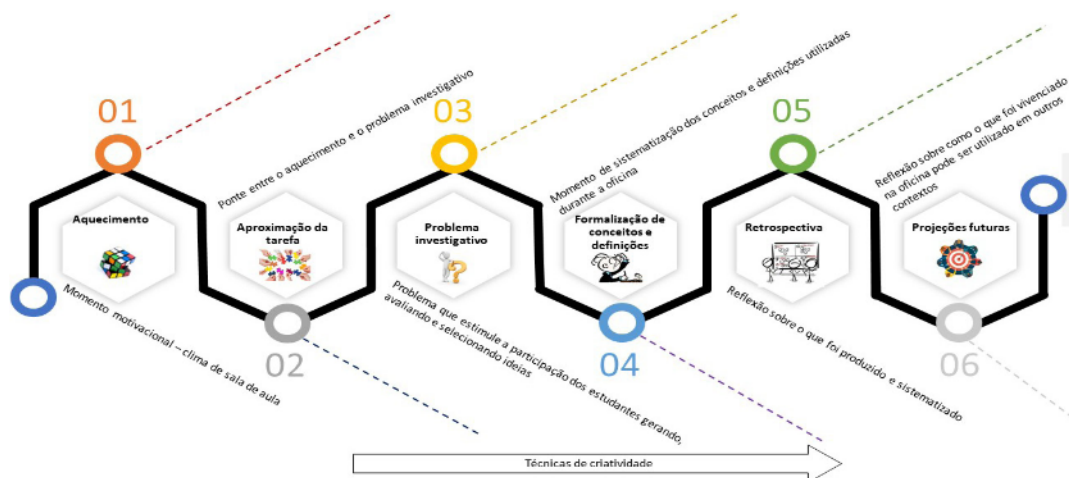 01
Aquecimento
Momento motivacional – clima de sala de aula
02
Aproximação da
tarefa
Ponte entre o aquecimento e o problema investigativo
03
Problema
investigativo
Problema que estimule a participação dos estudantes gerando,
avaliando e selecionando ideias
04
Formalização de
conceitos e
definições
Momento de sistematização dos conceitos e definições utilizadas
durante a oficina
05
Retrospectiva
Reflexão sobre o que foi produzido e sistematizado
06
Projeções futuras
Reflexão sobre como o que foi vivenciado
na oficina pode ser utilizado em outros
contextos
Técnicas de criatividade